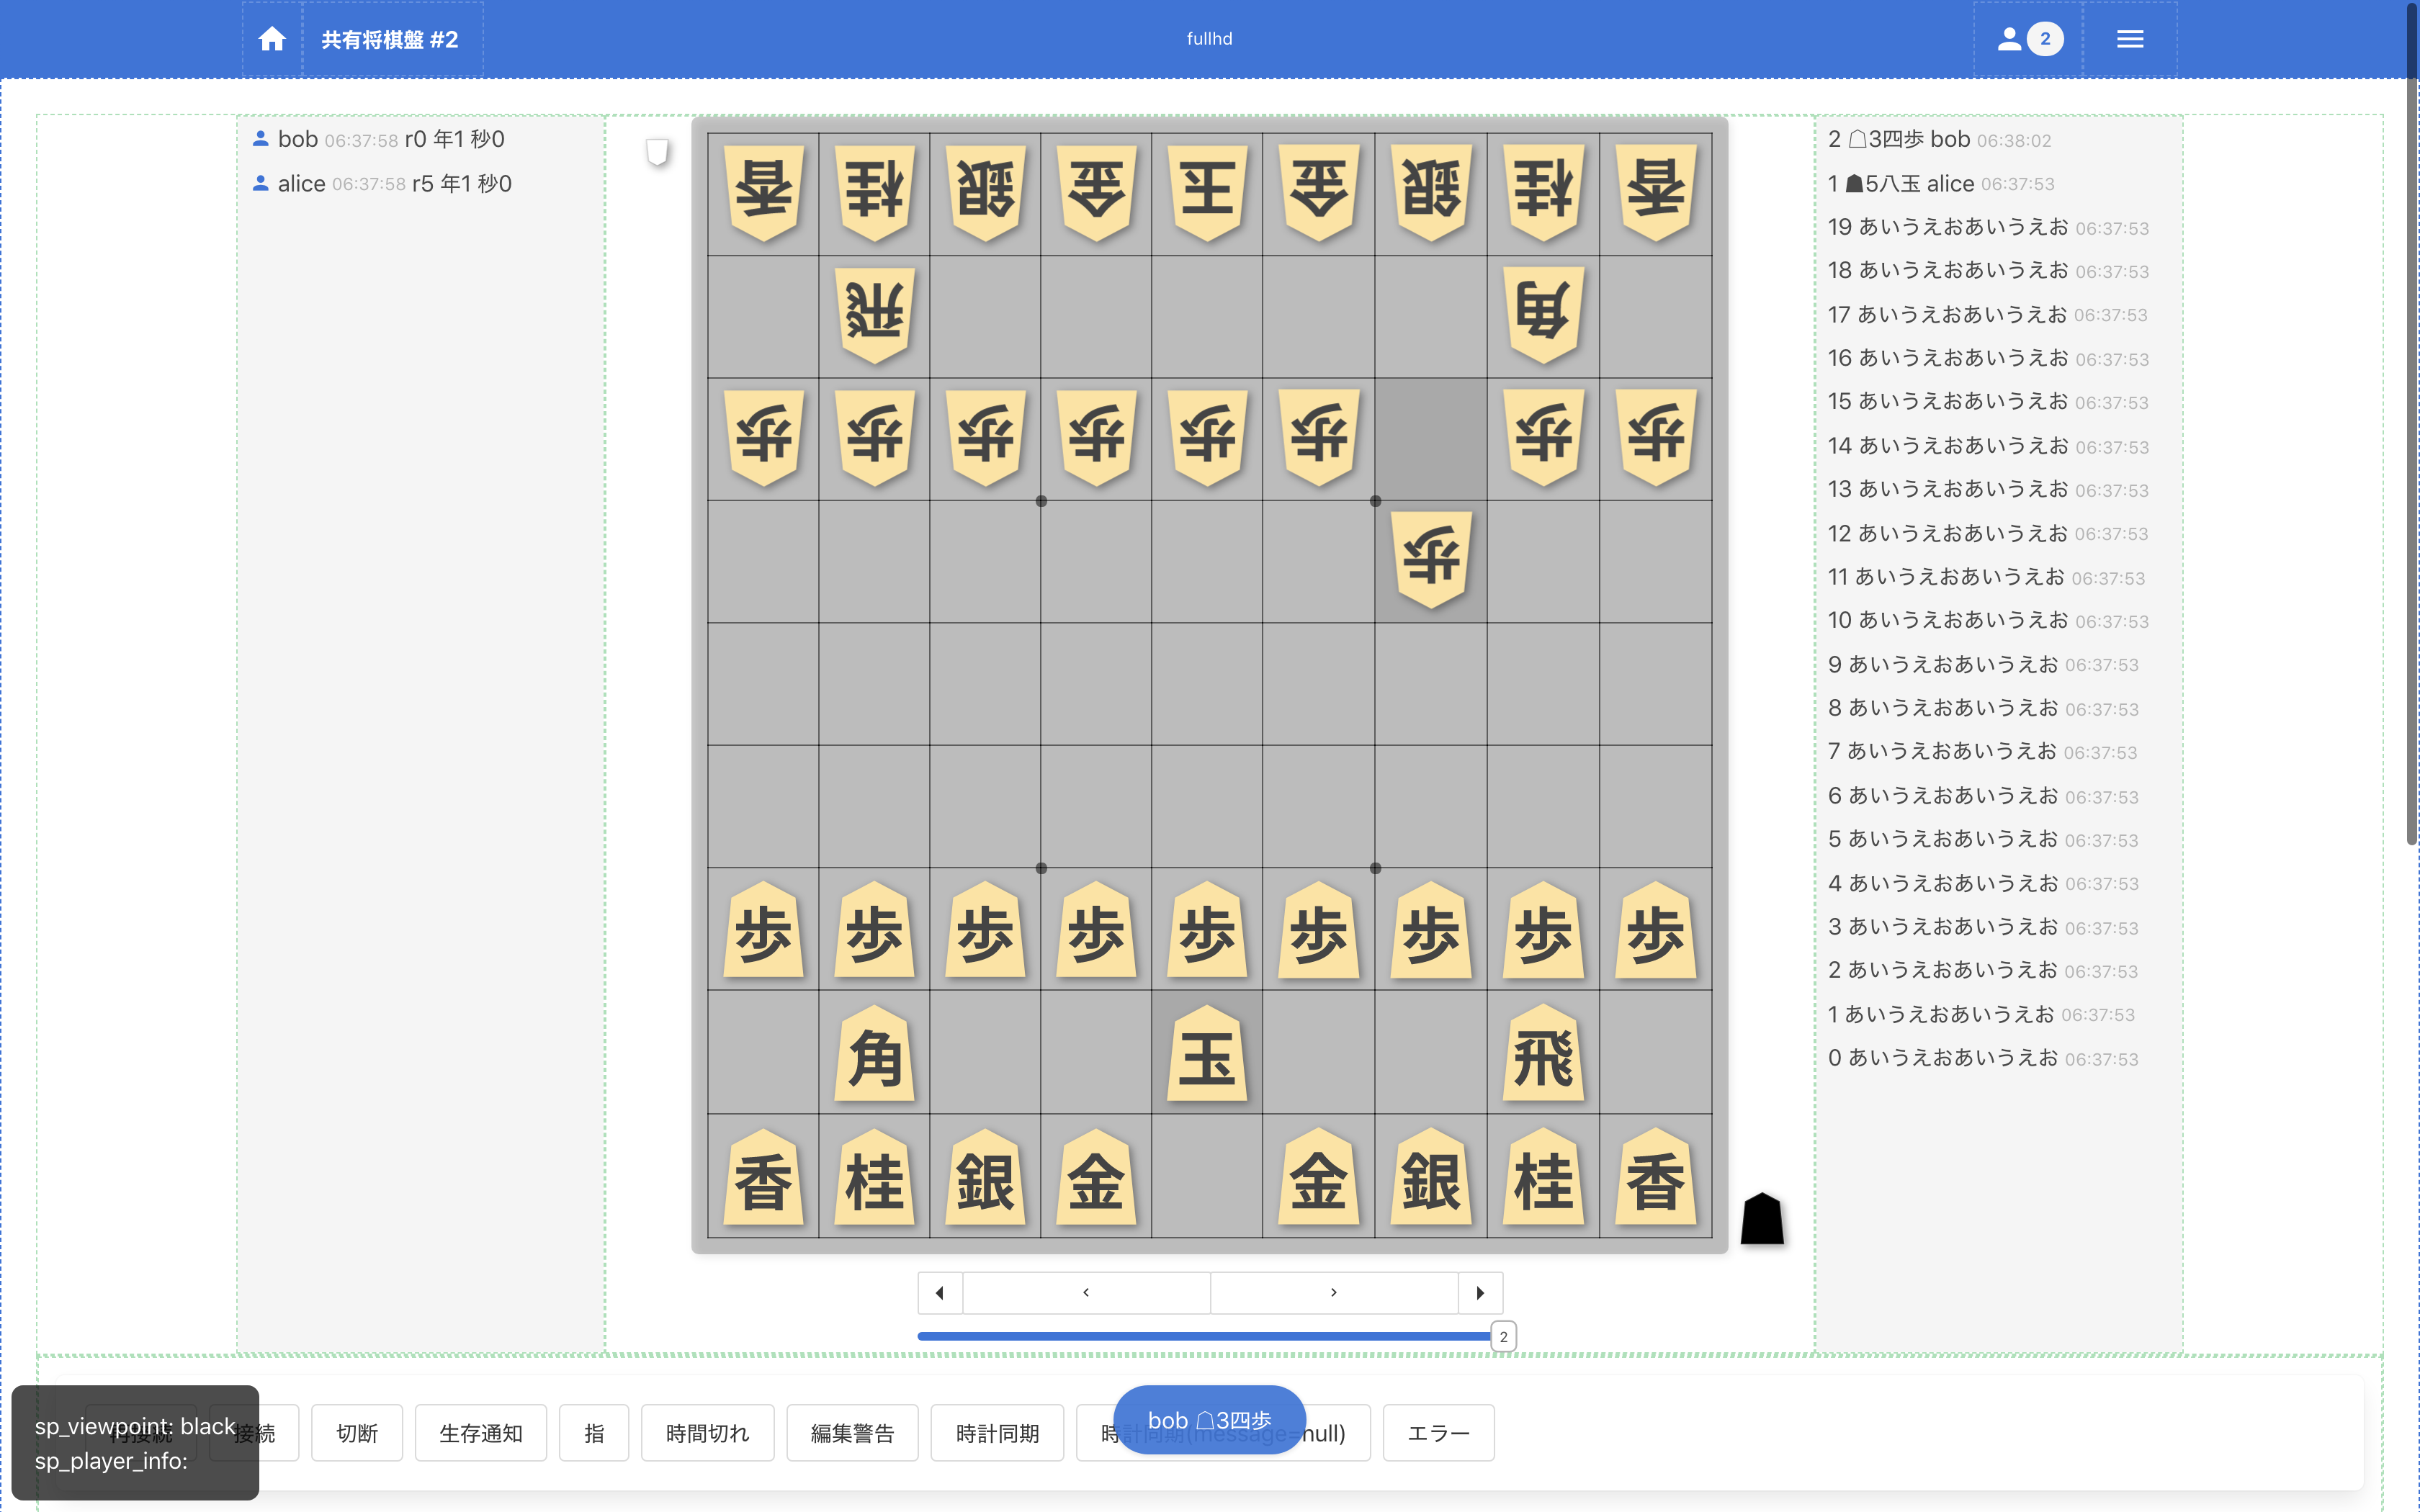 共有将棋盤 #2
fullhd
2
bob 06:37:58 r0 年1 秒0
alice 06:37:58 r5 年1 秒0
香 桂 銀 金 玉 金 銀 桂 香
飛 角
歩 歩 歩 歩 歩 歩 歩 歩
歩
歩 歩 歩 歩 歩 歩 歩 歩 歩
角 玉 飛
香 桂 銀 金 金 銀 桂 香
2
2 ☖3四歩 bob 06:38:02
1 ☗5八玉 alice 06:37:53
19 あいうえおあいうえお 06:37:53
18 あいうえおあいうえお 06:37:53
17 あいうえおあいうえお 06:37:53
16 あいうえおあいうえお 06:37:53
15 あいうえおあいうえお 06:37:53
14 あいうえおあいうえお 06:37:53
13 あいうえおあいうえお 06:37:53
12 あいうえおあいうえお 06:37:53
11 あいうえおあいうえお 06:37:53
10 あいうえおあいうえお 06:37:53
9 あいうえおあいうえお 06:37:53
8 あいうえおあいうえお 06:37:53
7 あいうえおあいうえお 06:37:53
6 あいうえおあいうえお 06:37:53
5 あいうえおあいうえお 06:37:53
4 あいうえおあいうえお 06:37:53
3 あいうえおあいうえお 06:37:53
2 あいうえおあいうえお 06:37:53
1 あいうえおあいうえお 06:37:53
0 あいうえおあいうえお 06:37:53
再接続 接続 切断 生存通知 指 時間切れ 編集警告 時計同期 時計同期(message=null) エラー
bob ☖3四歩
sp_viewpoint: black
sp_player_info: